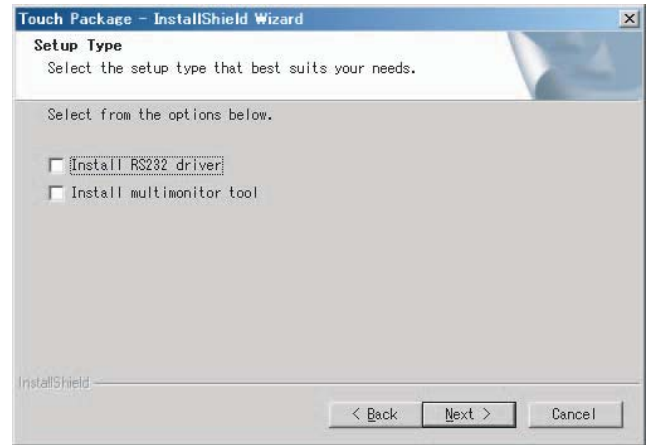 Touch Package - InstallShield Wizard
Setup Type
Select the setup type that best suits your needs.
Select from the options below.
Install RS232 driver
Install multimonitor tool
InstallShield
< Back Next > Cancel